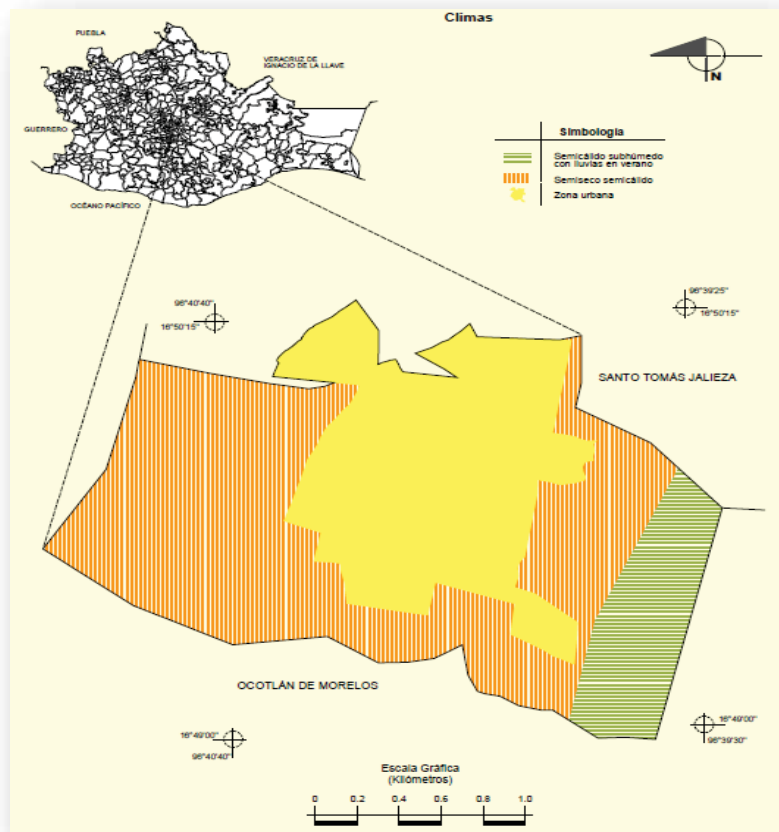 Climas
PUEBLA
VERACRUZ DE
IGNACIO DE LA LLAVE
GUERRERO
OCÉANO PACÍFICO
N
Simbología
Semicálido subhúmedo
con lluvias en verano
Semiseco semicálido
Zona urbana
96°40'40"
16°50'15"
96°39'25"
16°50'15"
SANTO TOMÁS JALIEZA
OCOTLÁN DE MORELOS
16°49'00"
96°40'40"
16°49'00"
96°39'30"
Escala Gráfica
(Kilómetros)
0 0.2 0.4 0.6 0.8 1.0